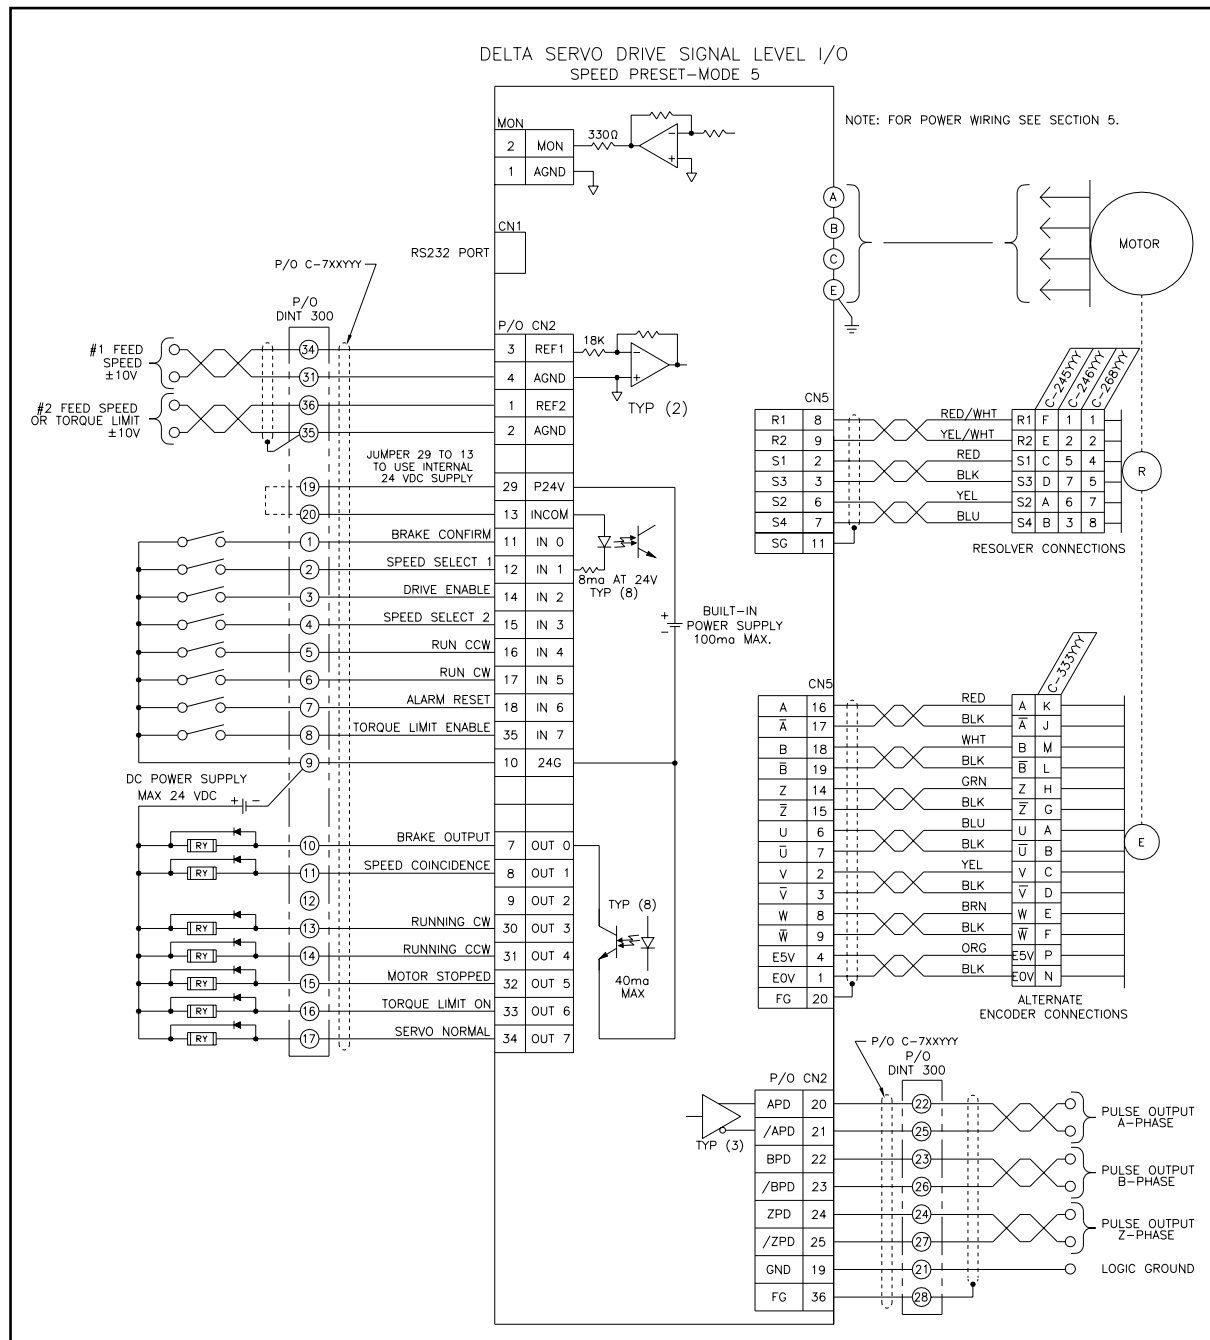 DELTA SERVO DRIVE SIGNAL LEVEL I/O
SPEED PRESET-MODE 5
NOTE: FOR POWER WIRING SEE SECTION 5.
MON
2 MON 330Ω
1 AGND
CN1
RS232 PORT
A
B
C
E
MOTOR
P/O C-7XXYYY
P/O
DINT 300
P/O CN2
#1 FEED
SPEED
±10V
34 3 REF1 18K
31 4 AGND
TYP (2)
#2 FEED SPEED
OR TORQUE LIMIT
±10V
36 1 REF2
35 2 AGND
JUMPER 29 TO 13
TO USE INTERNAL
24 VDC SUPPLY
19 29 P24V
20 13 INCOM
1 BRAKE CONFIRM 11 IN 0
2 SPEED SELECT 1 12 IN 1
8ma AT 24V
TYP (8)
3 DRIVE ENABLE 14 IN 2
4 SPEED SELECT 2 15 IN 3
5 RUN CCW 16 IN 4
6 RUN CW 17 IN 5
7 ALARM RESET 18 IN 6
8 TORQUE LIMIT ENABLE 35 IN 7
9 10 24G
+
-
BUILT-IN
POWER SUPPLY
100ma MAX.
DC POWER SUPPLY
MAX 24 VDC
+ -
RY 10 BRAKE OUTPUT 7 OUT 0
RY 11 SPEED COINCIDENCE 8 OUT 1
12 9 OUT 2
RY 13 RUNNING CW 30 OUT 3
RY 14 RUNNING CCW 31 OUT 4
RY 15 MOTOR STOPPED 32 OUT 5
RY 16 TORQUE LIMIT ON 33 OUT 6
RY 17 SERVO NORMAL 34 OUT 7
TYP (8)
40ma
MAX
CN5
C-245YYY
C-246YYY
C-268YYY
R1 8 RED/WHT R1 F 1 1
R2 9 YEL/WHT R2 E 2 2
S1 2 RED S1 C 5 4
S3 3 BLK S3 D 7 5
S2 6 YEL S2 A 6 7
S4 7 BLU S4 B 3 8
SG 11
R
RESOLVER CONNECTIONS
CN5
C-333YYY
A 16 RED A K
A̅ 17 BLK A̅ J
B 18 WHT B M
B̅ 19 BLK B̅ L
Z 14 GRN Z H
Z̅ 15 BLK Z̅ G
U 6 BLU U A
U̅ 7 BLK U̅ B
V 2 YEL V C
V̅ 3 BLK V̅ D
W 8 BRN W E
W̅ 9 BLK W̅ F
E5V 4 ORG E5V P
E0V 1 BLK E0V N
FG 20
E
ALTERNATE
ENCODER CONNECTIONS
P/O C-7XXYYY
P/O
DINT 300
P/O CN2
APD 20 22
/APD 21 25
PULSE OUTPUT
A-PHASE
TYP (3)
BPD 22 23
/BPD 23 26
PULSE OUTPUT
B-PHASE
ZPD 24 24
/ZPD 25 27
PULSE OUTPUT
Z-PHASE
GND 19 21 LOGIC GROUND
FG 36 28